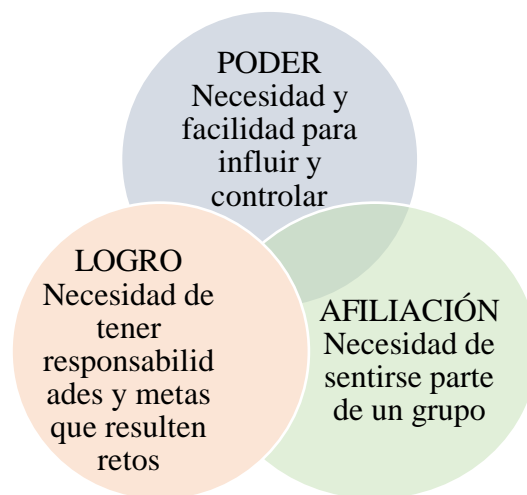 PODER
Necesidad y
facilidad para
influir y
controlar
LOGRO
Necesidad de
tener
responsabilid
ades y metas
que resulten
retos
AFILIACIÓN
Necesidad de
sentirse parte
de un grupo